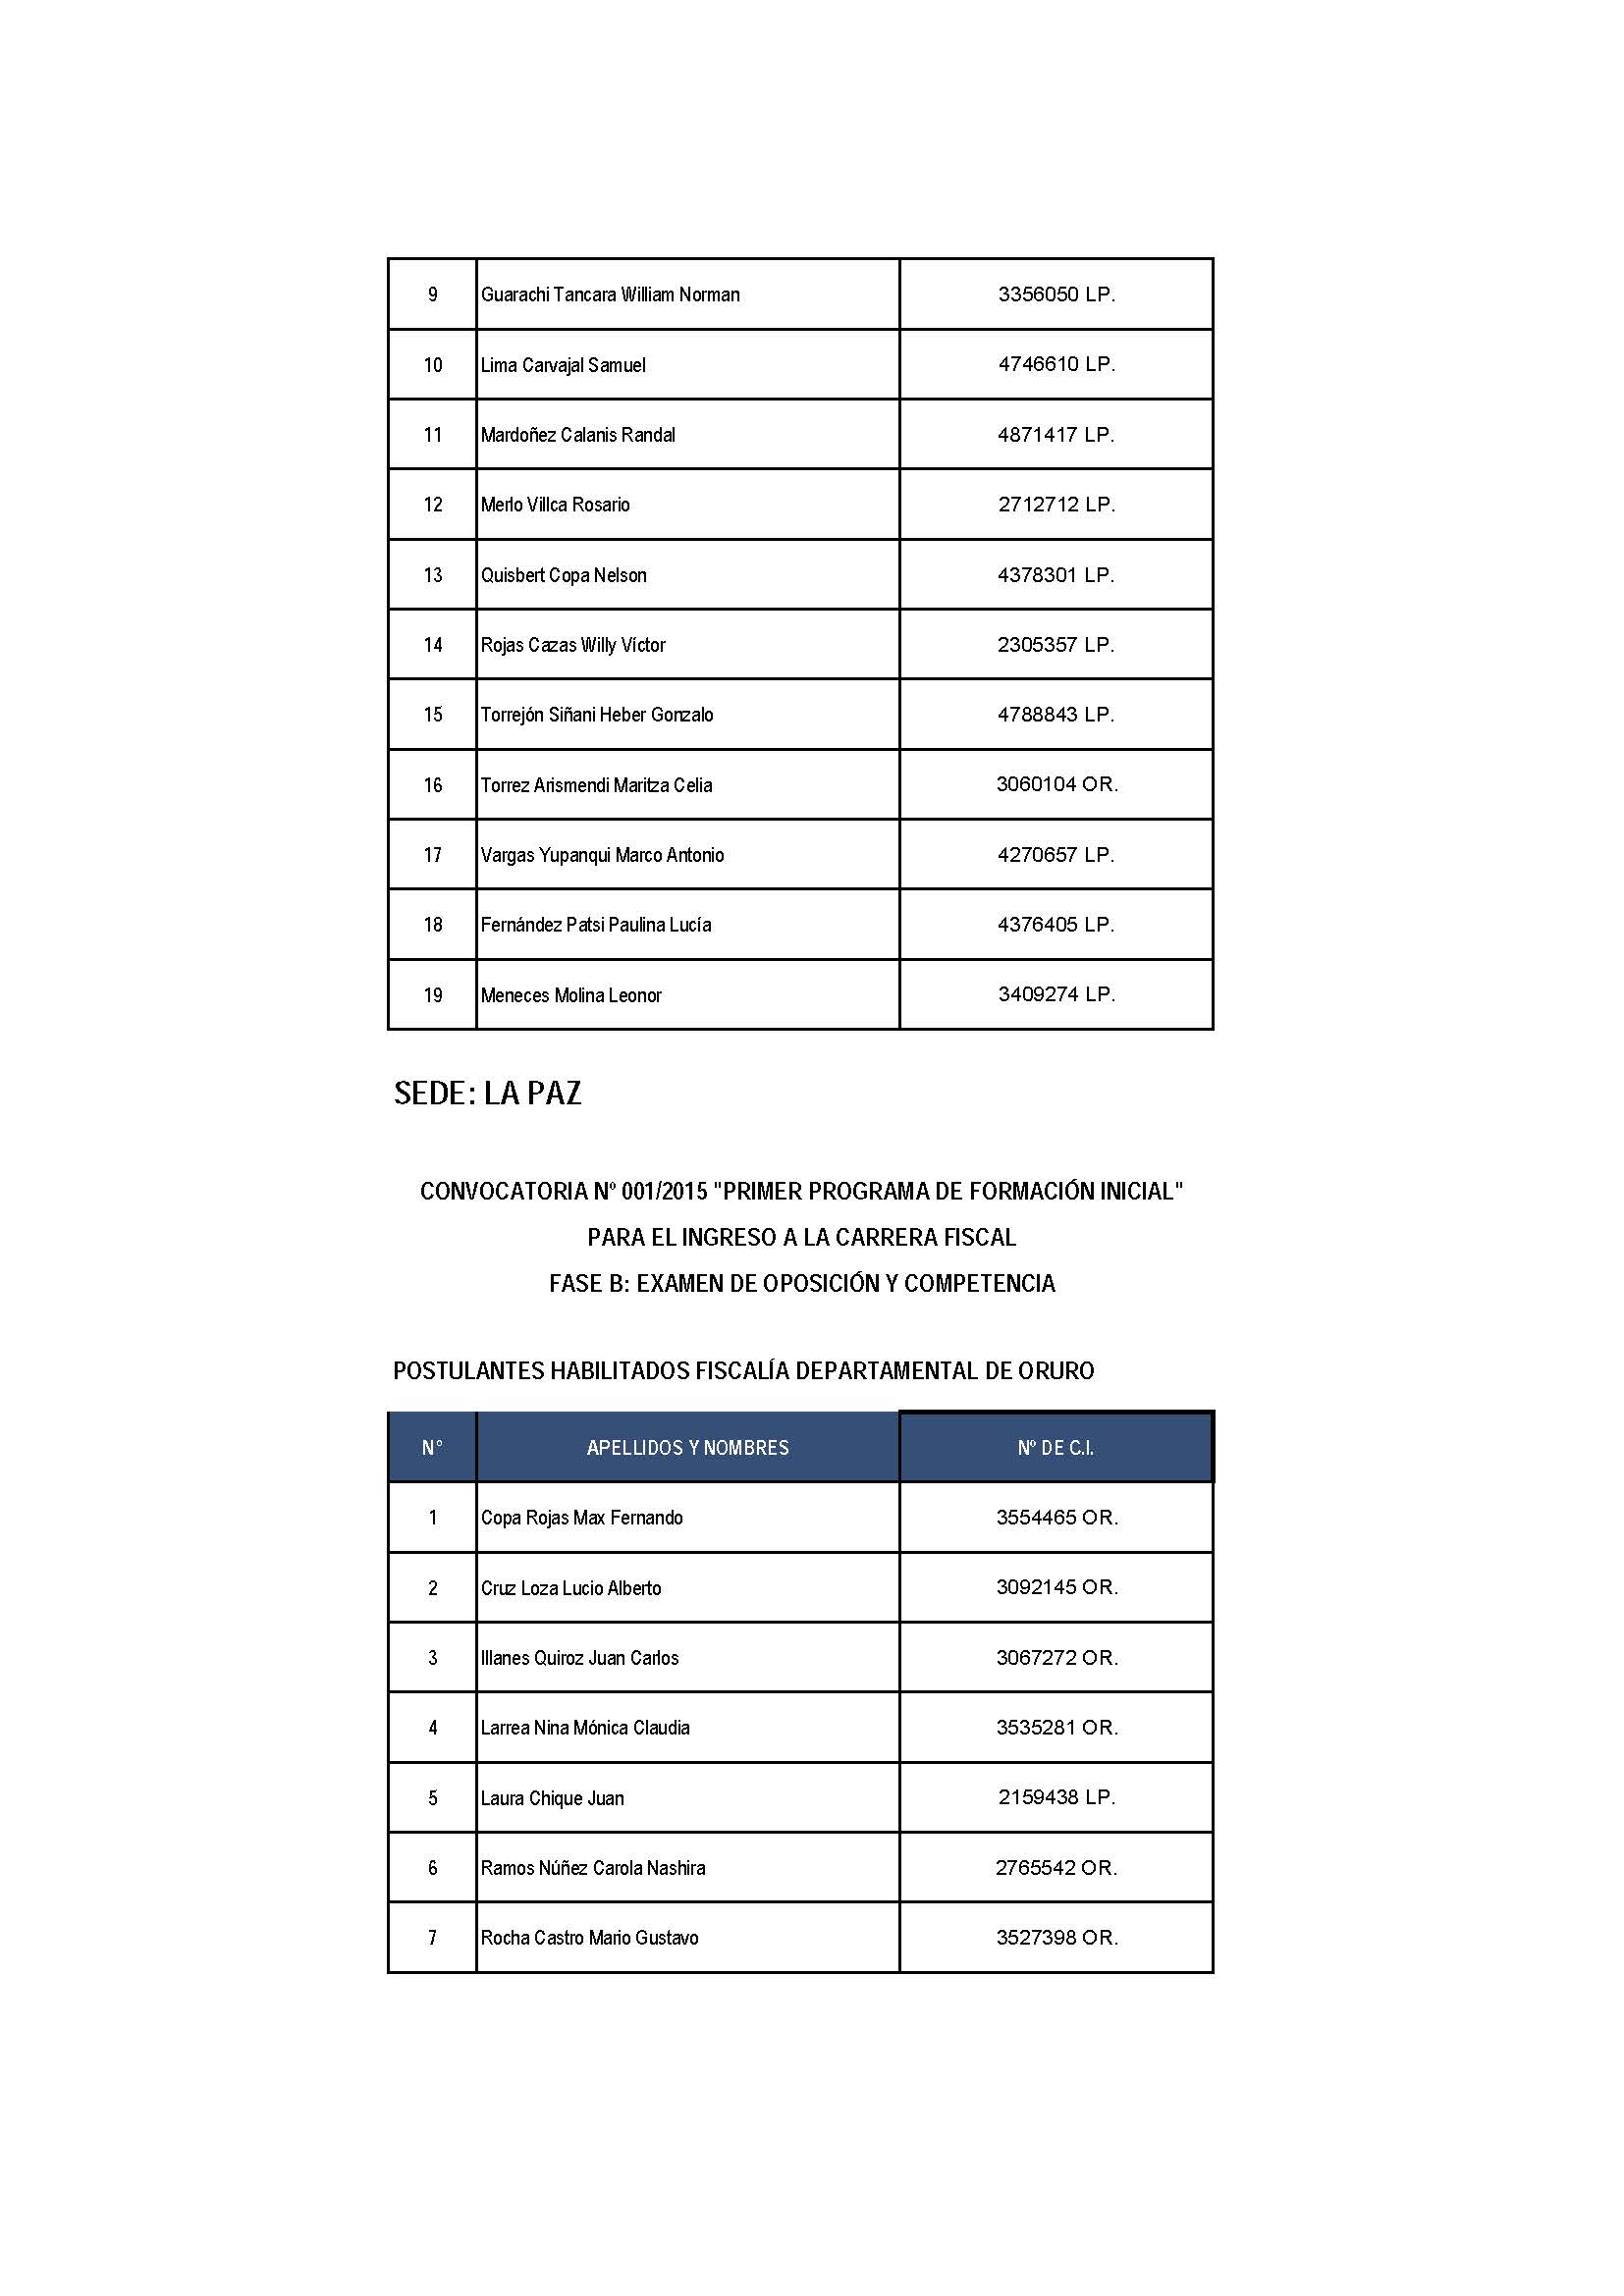 9 Guarachi Tancara William Norman 3356050 LP.
10 Lima Carvajal Samuel 4746610 LP.
11 Mardoñez Calanis Randal 4871417 LP.
12 Merlo Villca Rosario 2712712 LP.
13 Quisbert Copa Nelson 4378301 LP.
14 Rojas Cazas Willy Víctor 2305357 LP.
15 Torrejón Siñani Heber Gonzalo 4788843 LP.
16 Torrez Arismendi Maritza Celia 3060104 OR.
17 Vargas Yupanqui Marco Antonio 4270657 LP.
18 Fernández Patsi Paulina Lucía 4376405 LP.
19 Meneces Molina Leonor 3409274 LP.
SEDE: LA PAZ
CONVOCATORIA Nº 001/2015 "PRIMER PROGRAMA DE FORMACIÓN INICIAL"
PARA EL INGRESO A LA CARRERA FISCAL
FASE B: EXAMEN DE OPOSICIÓN Y COMPETENCIA
POSTULANTES HABILITADOS FISCALÍA DEPARTAMENTAL DE ORURO
N° APELLIDOS Y NOMBRES Nº DE C.I.
1 Copa Rojas Max Fernando 3554465 OR.
2 Cruz Loza Lucio Alberto 3092145 OR.
3 Illanes Quiroz Juan Carlos 3067272 OR.
4 Larrea Nina Mónica Claudia 3535281 OR.
5 Laura Chique Juan 2159438 LP.
6 Ramos Núñez Carola Nashira 2765542 OR.
7 Rocha Castro Mario Gustavo 3527398 OR.